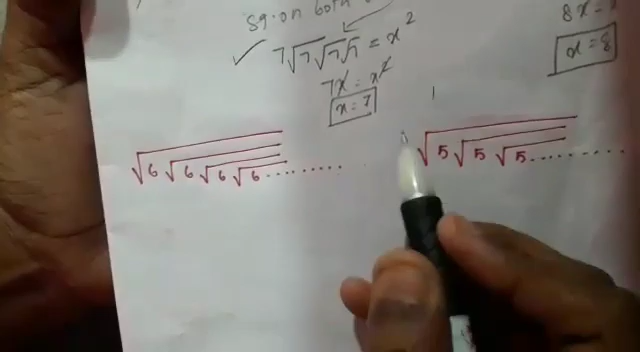 sq. on both
7√7√7√7 = x²
7x = x²
x = 7
8x =
x = 8
√6√6√6√6..........
√5√5√5..........